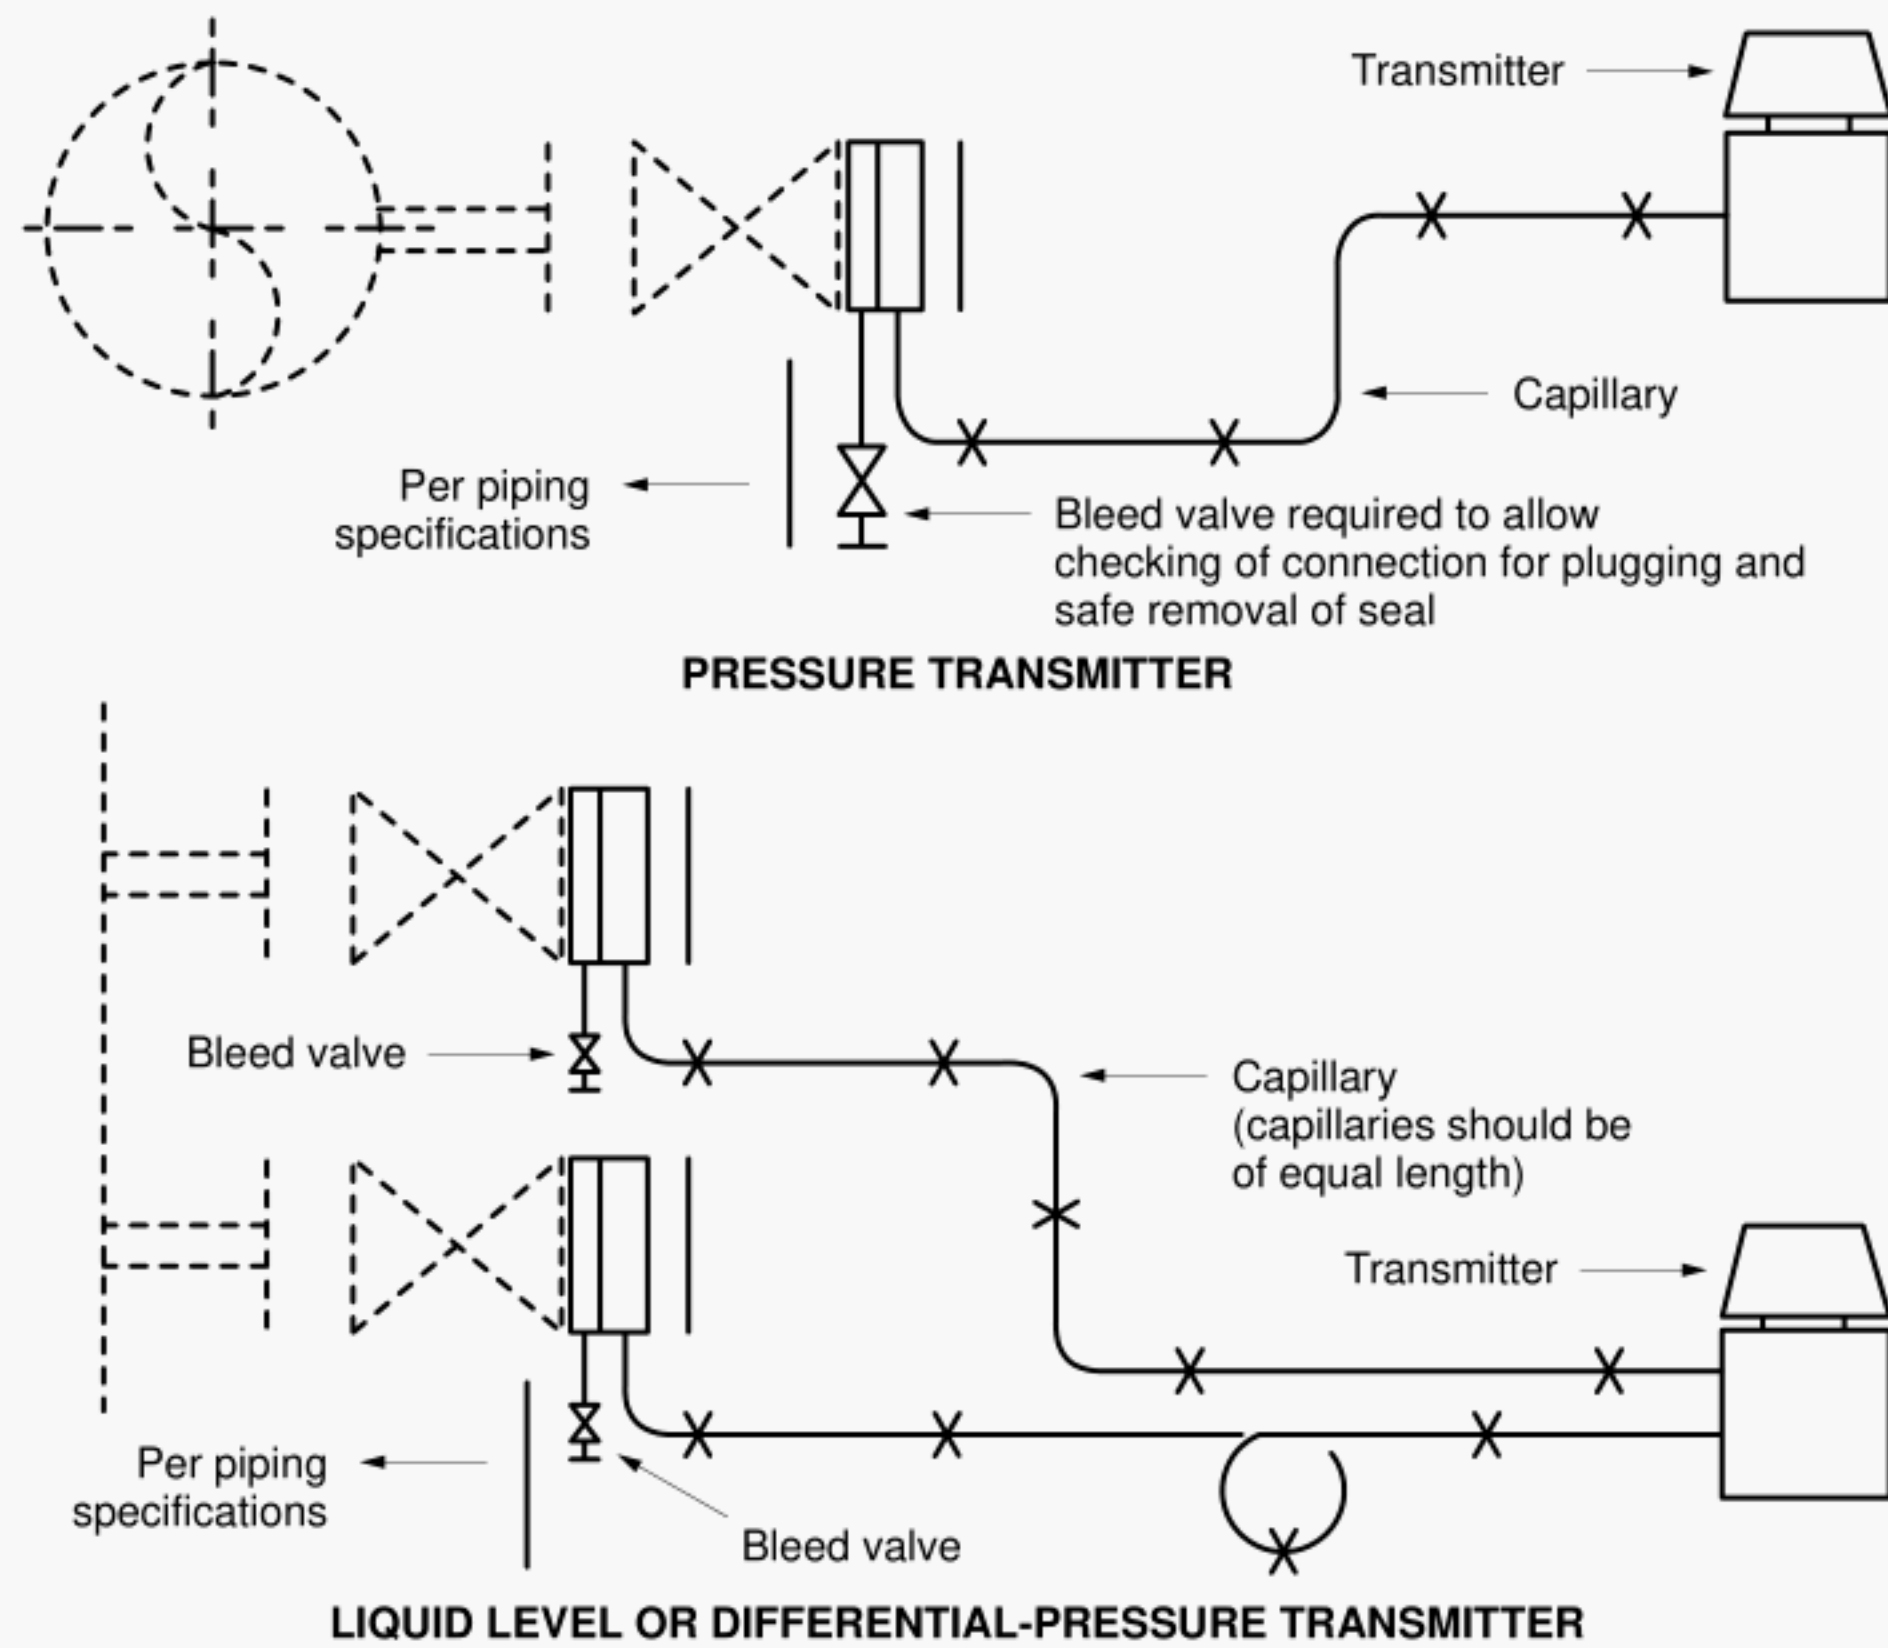 Transmitter
Capillary
Per piping
specifications
Bleed valve required to allow
checking of connection for plugging and
safe removal of seal
PRESSURE TRANSMITTER
Bleed valve
Capillary
(capillaries should be
of equal length)
Transmitter
Per piping
specifications
Bleed valve
LIQUID LEVEL OR DIFFERENTIAL-PRESSURE TRANSMITTER